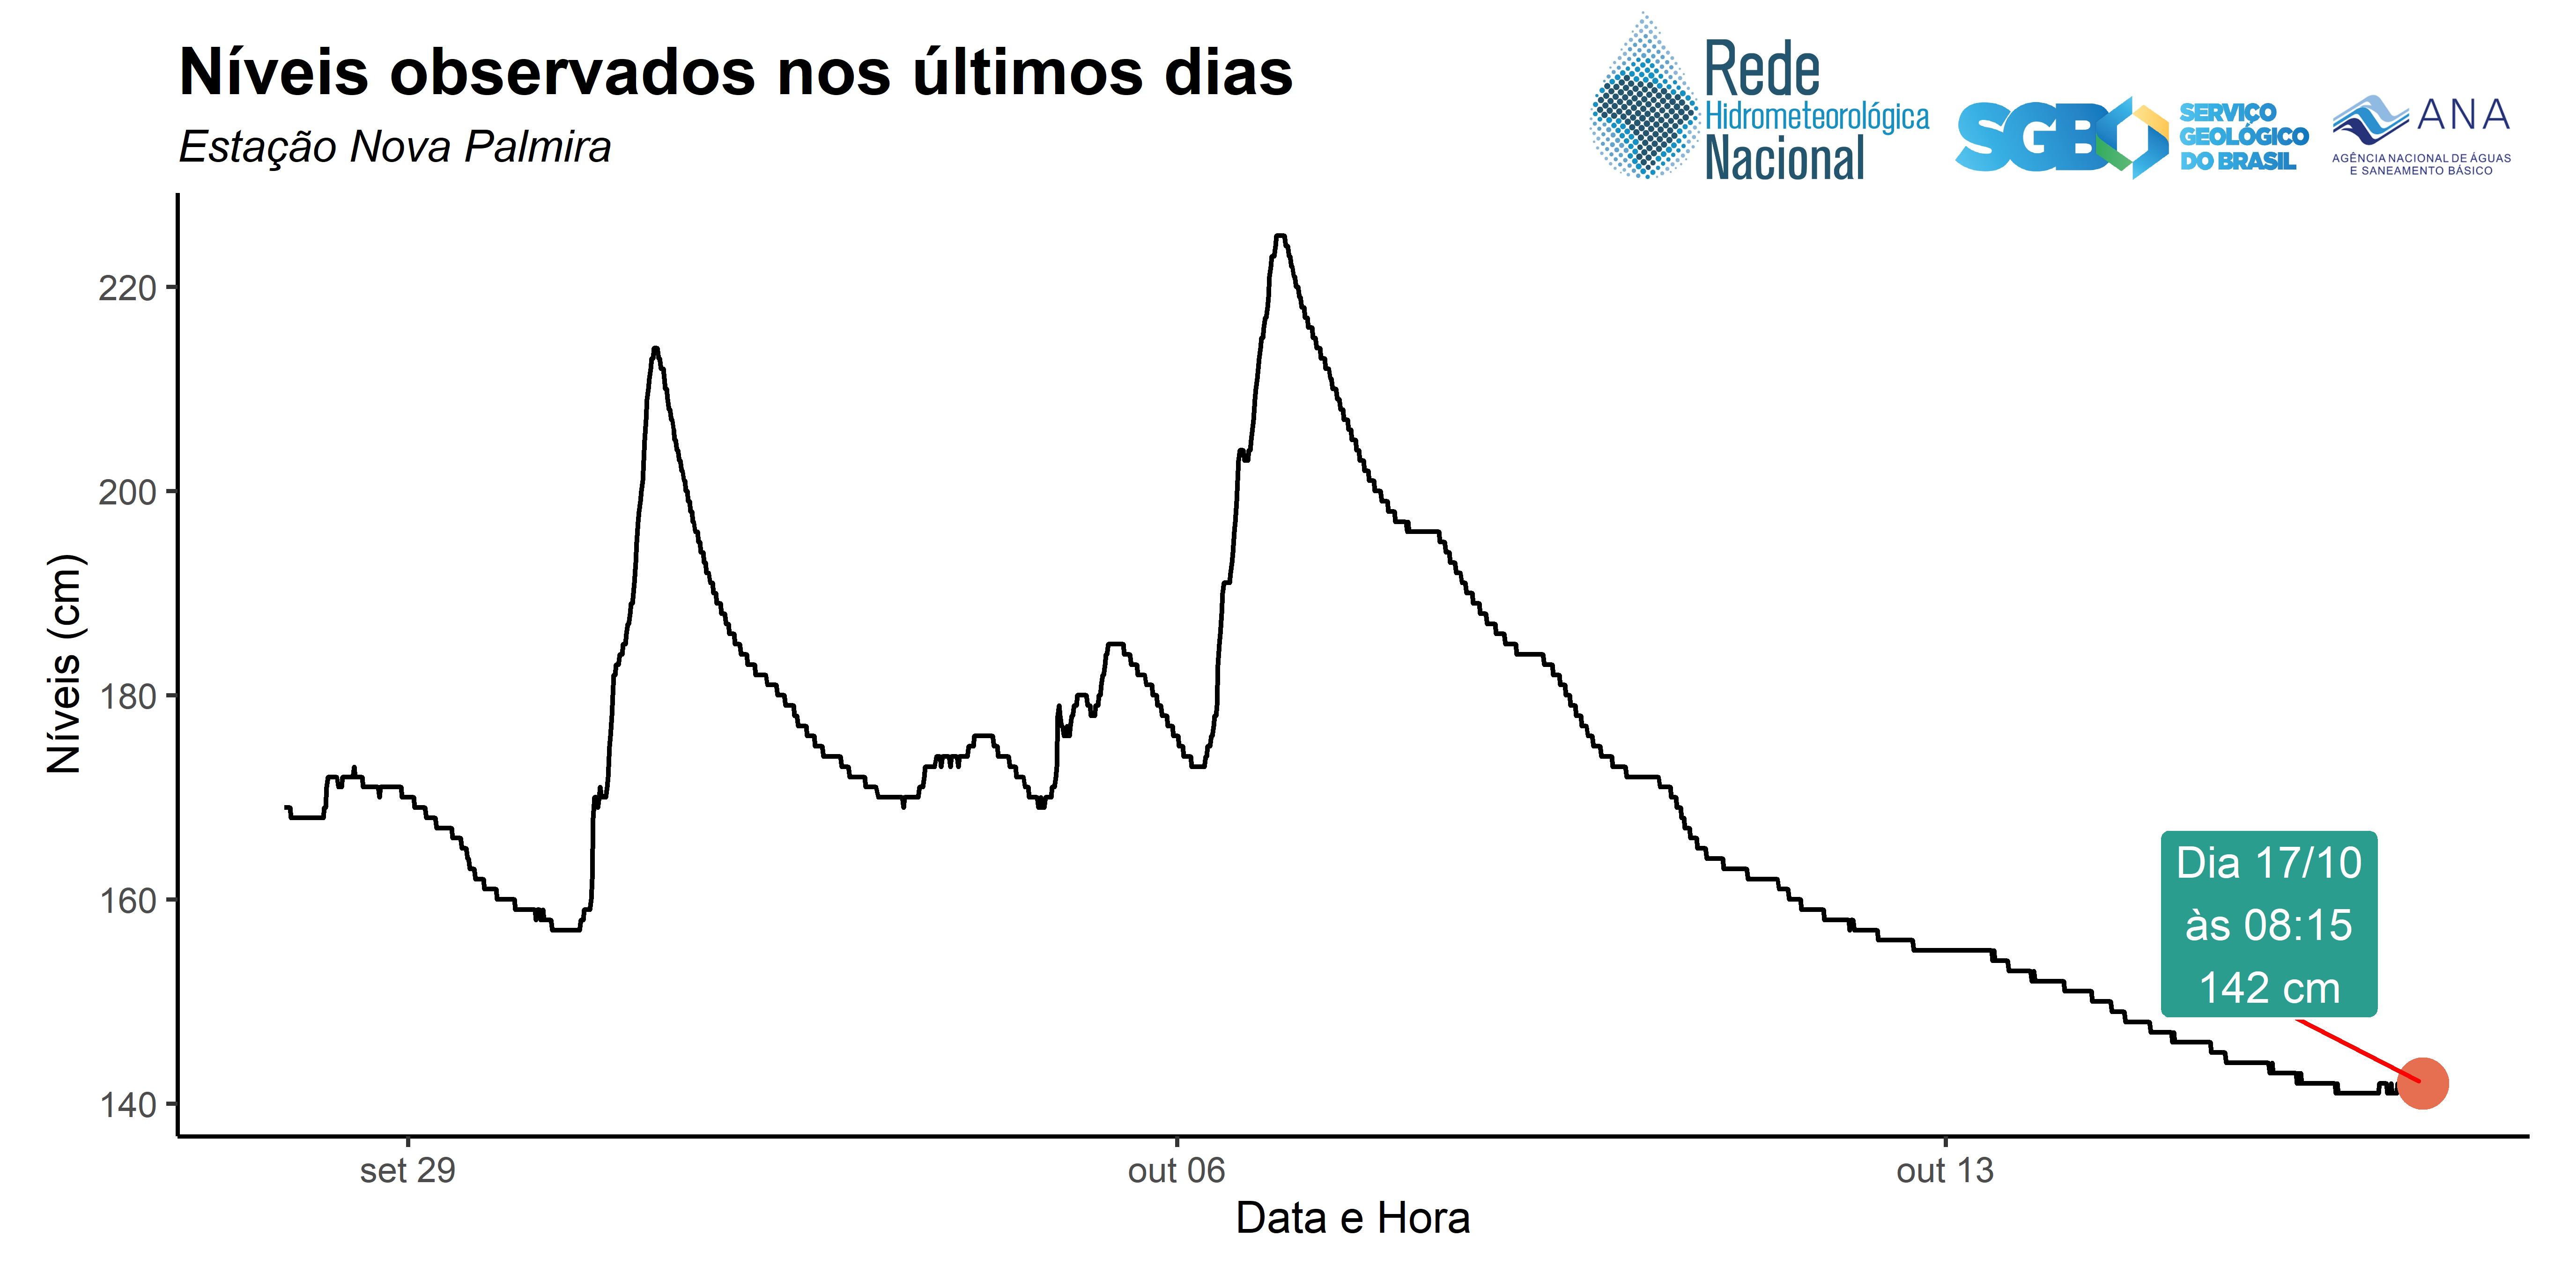 Níveis observados nos últimos dias
Estação Nova Palmira
Rede
Hidrometeorológica
Nacional
SGB
SERVIÇO
GEOLÓGICO
DO BRASIL
ANA
AGÊNCIA NACIONAL DE ÁGUAS
E SANEAMENTO BÁSICO
Níveis (cm)
220
200
180
160
140
Dia 17/10
às 08:15
142 cm
set 29
out 06
out 13
Data e Hora